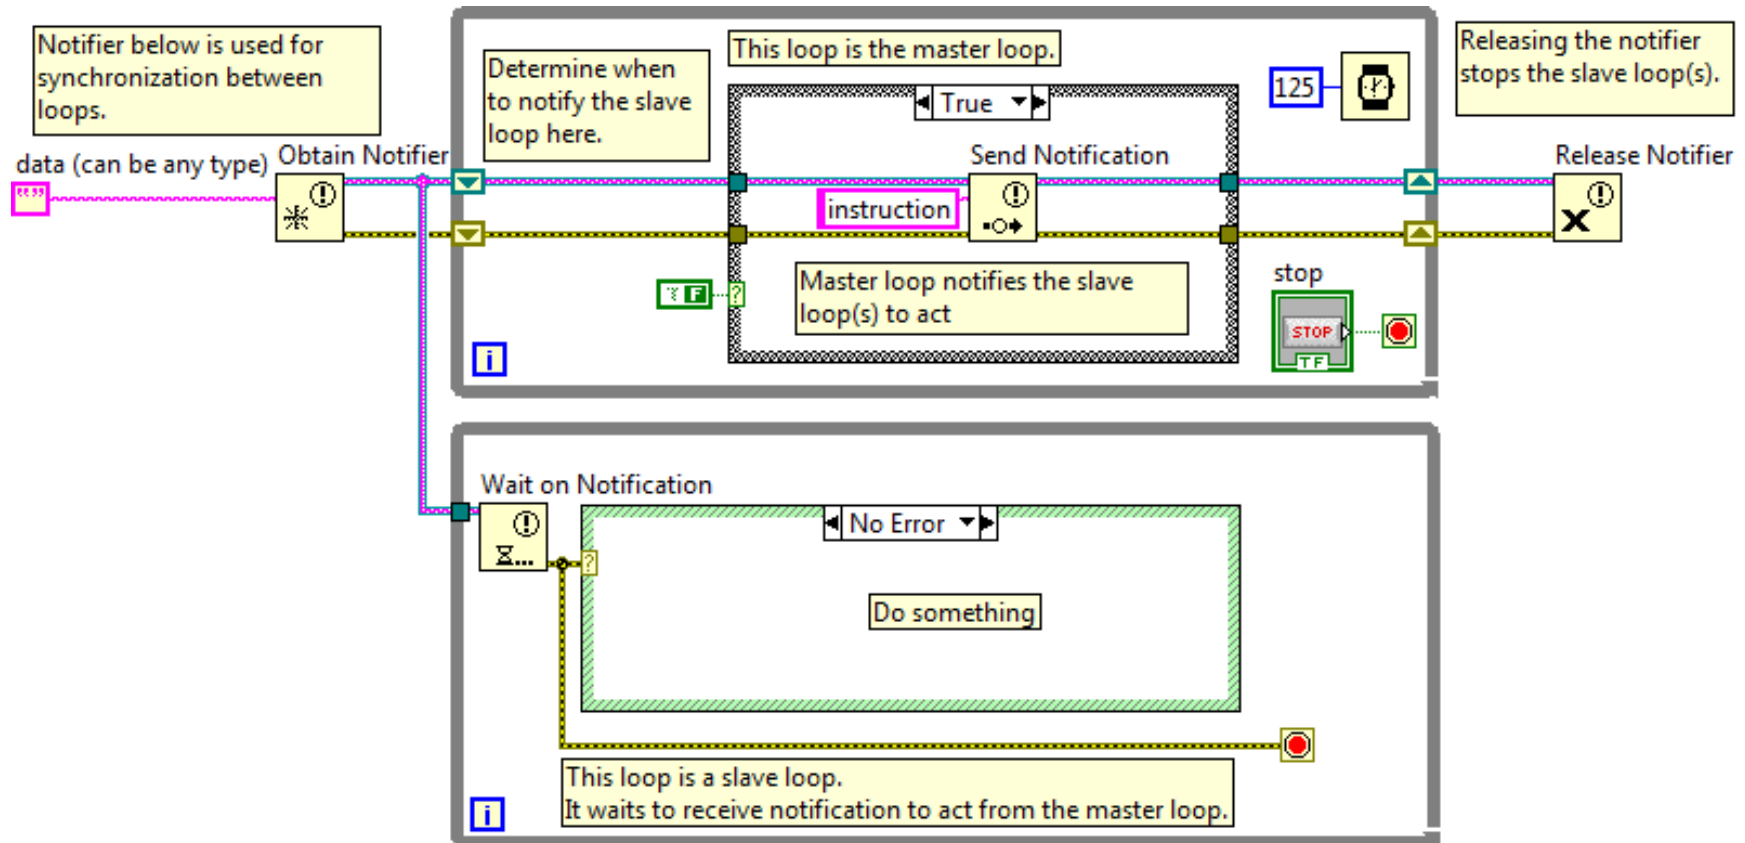 Notifier below is used for
synchronization between
loops.
data (can be any type)
Obtain Notifier
Determine when
to notify the slave
loop here.
This loop is the master loop.
True
Send Notification
instruction
Master loop notifies the slave
loop(s) to act
F
?
125
stop
STOP
TF
i
Releasing the notifier
stops the slave loop(s).
Release Notifier
Wait on Notification
No Error
?
Do something
This loop is a slave loop.
It waits to receive notification to act from the master loop.
i